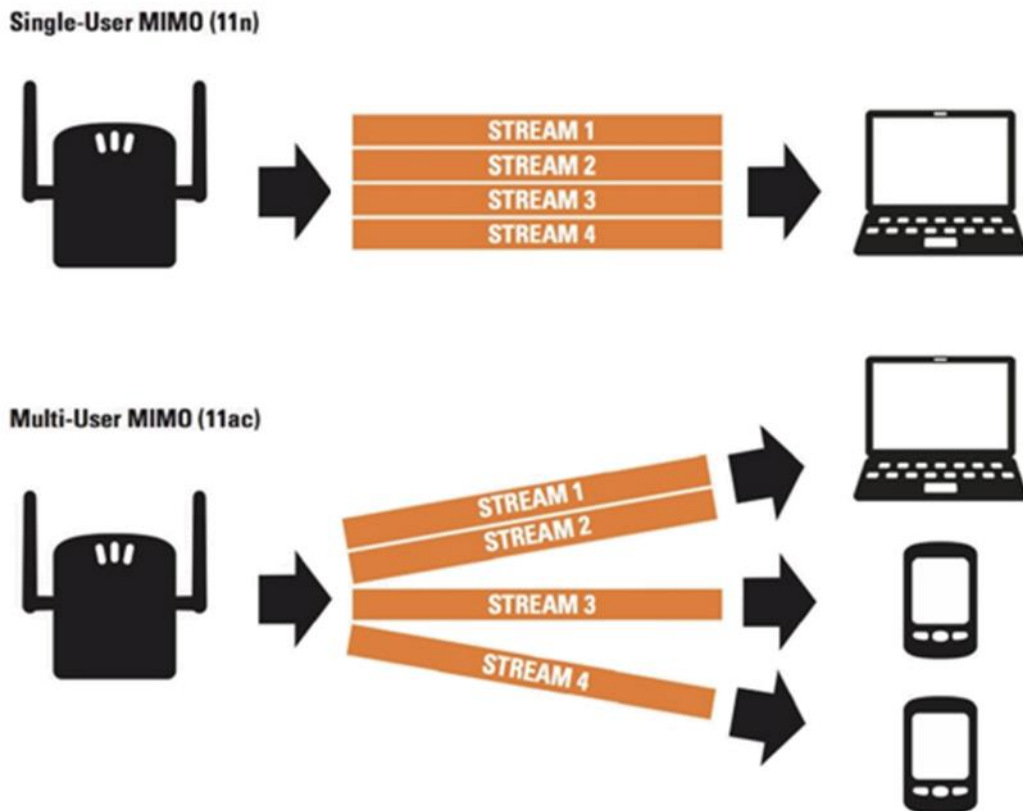 Single-User MIMO (11n)
STREAM 1
STREAM 2
STREAM 3
STREAM 4
Multi-User MIMO (11ac)
STREAM 1
STREAM 2
STREAM 3
STREAM 4